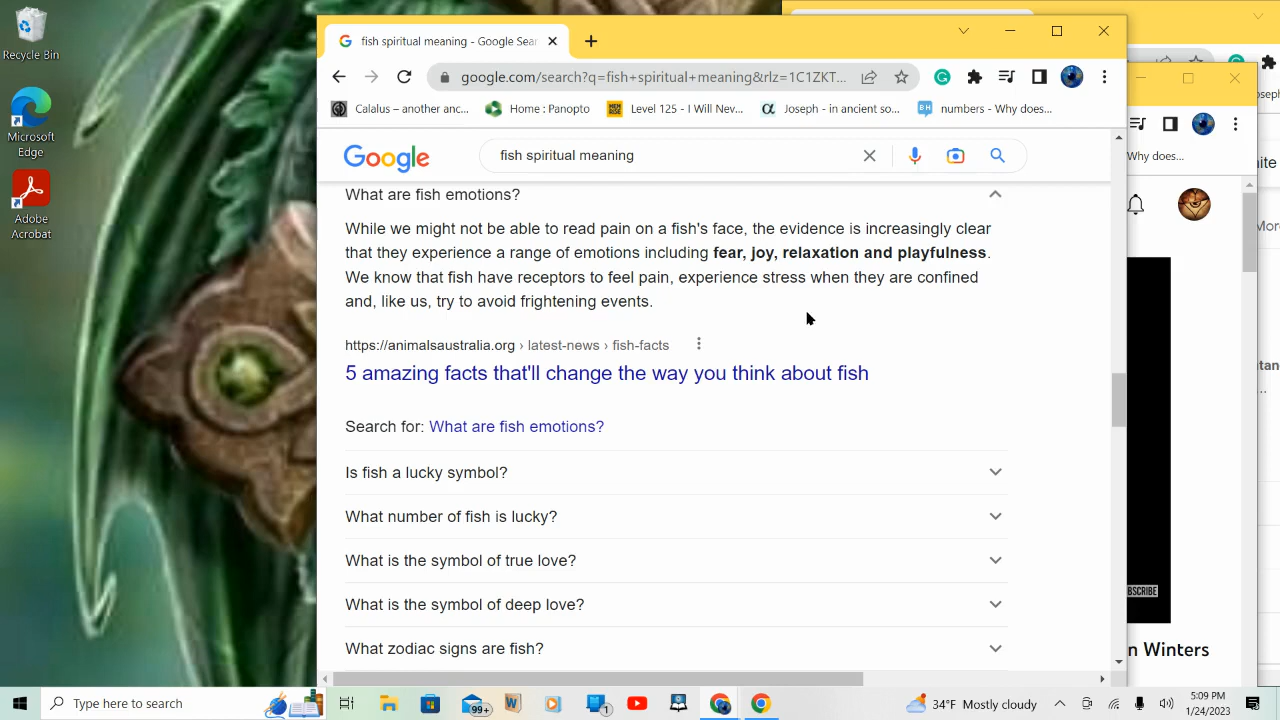 Recycle Bin
Microsoft
Edge
Adobe
Acrobat
fish spiritual meaning - Google Sear
google.com/search?q=fish+spiritual+meaning&rlz=1C1ZKT...
Calalus – another anc...
Home : Panopto
Level 125 - I Will Nev...
Joseph - in ancient so...
numbers - Why does...
Google
fish spiritual meaning
What are fish emotions?
While we might not be able to read pain on a fish's face, the evidence is increasingly clear
that they experience a range of emotions including fear, joy, relaxation and playfulness.
We know that fish have receptors to feel pain, experience stress when they are confined
and, like us, try to avoid frightening events.
https://animalsaustralia.org › latest-news › fish-facts
5 amazing facts that'll change the way you think about fish
Search for: What are fish emotions?
Is fish a lucky symbol?
What number of fish is lucky?
What is the symbol of true love?
What is the symbol of deep love?
What zodiac signs are fish?
Why does...
n Winters
Type here to search
99+
1
34°F Mostly cloudy
5:09 PM
1/24/2023